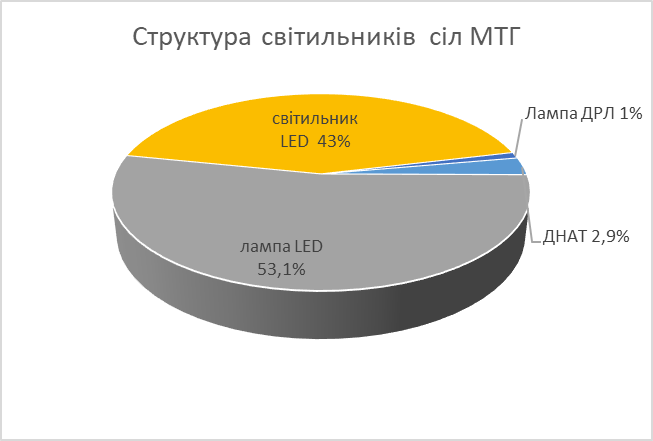 Структура світильників сіл МТГ
світильник
LED 43%
Лампа ДРЛ 1%
ДНАТ 2,9%
лампа LED
53,1%